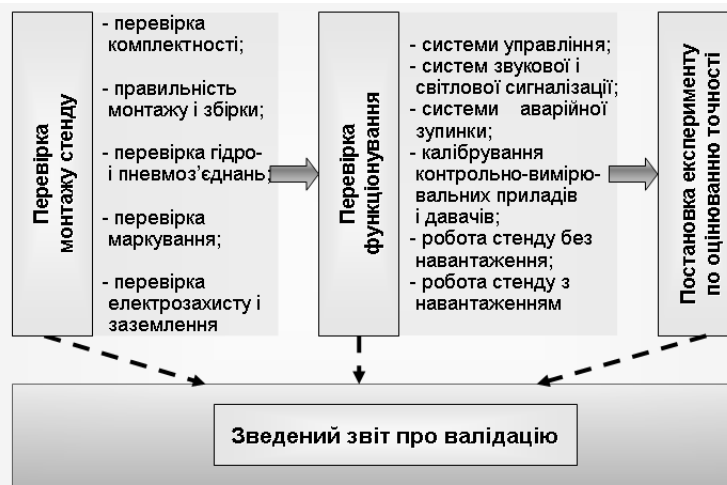 Перевірка
монтажу стенду
- перевірка
комплектності;
- правильність
монтажу і збірки;
- перевірка гідро-
і пневмоз’єднань;
- перевірка
маркування;
- перевірка
електрозахисту і
заземлення
Перевірка
функціонування
- системи управління;
- систем звукової і
світлової сигналізації;
- системи аварійної
зупинки;
- калібрування
контрольно-вимірю-
вальних приладів
і давачів;
- робота стенду без
навантаження;
- робота стенду з
навантаженням
Постановка експерименту
по оцінюванню точності
Зведений звіт про валідацію